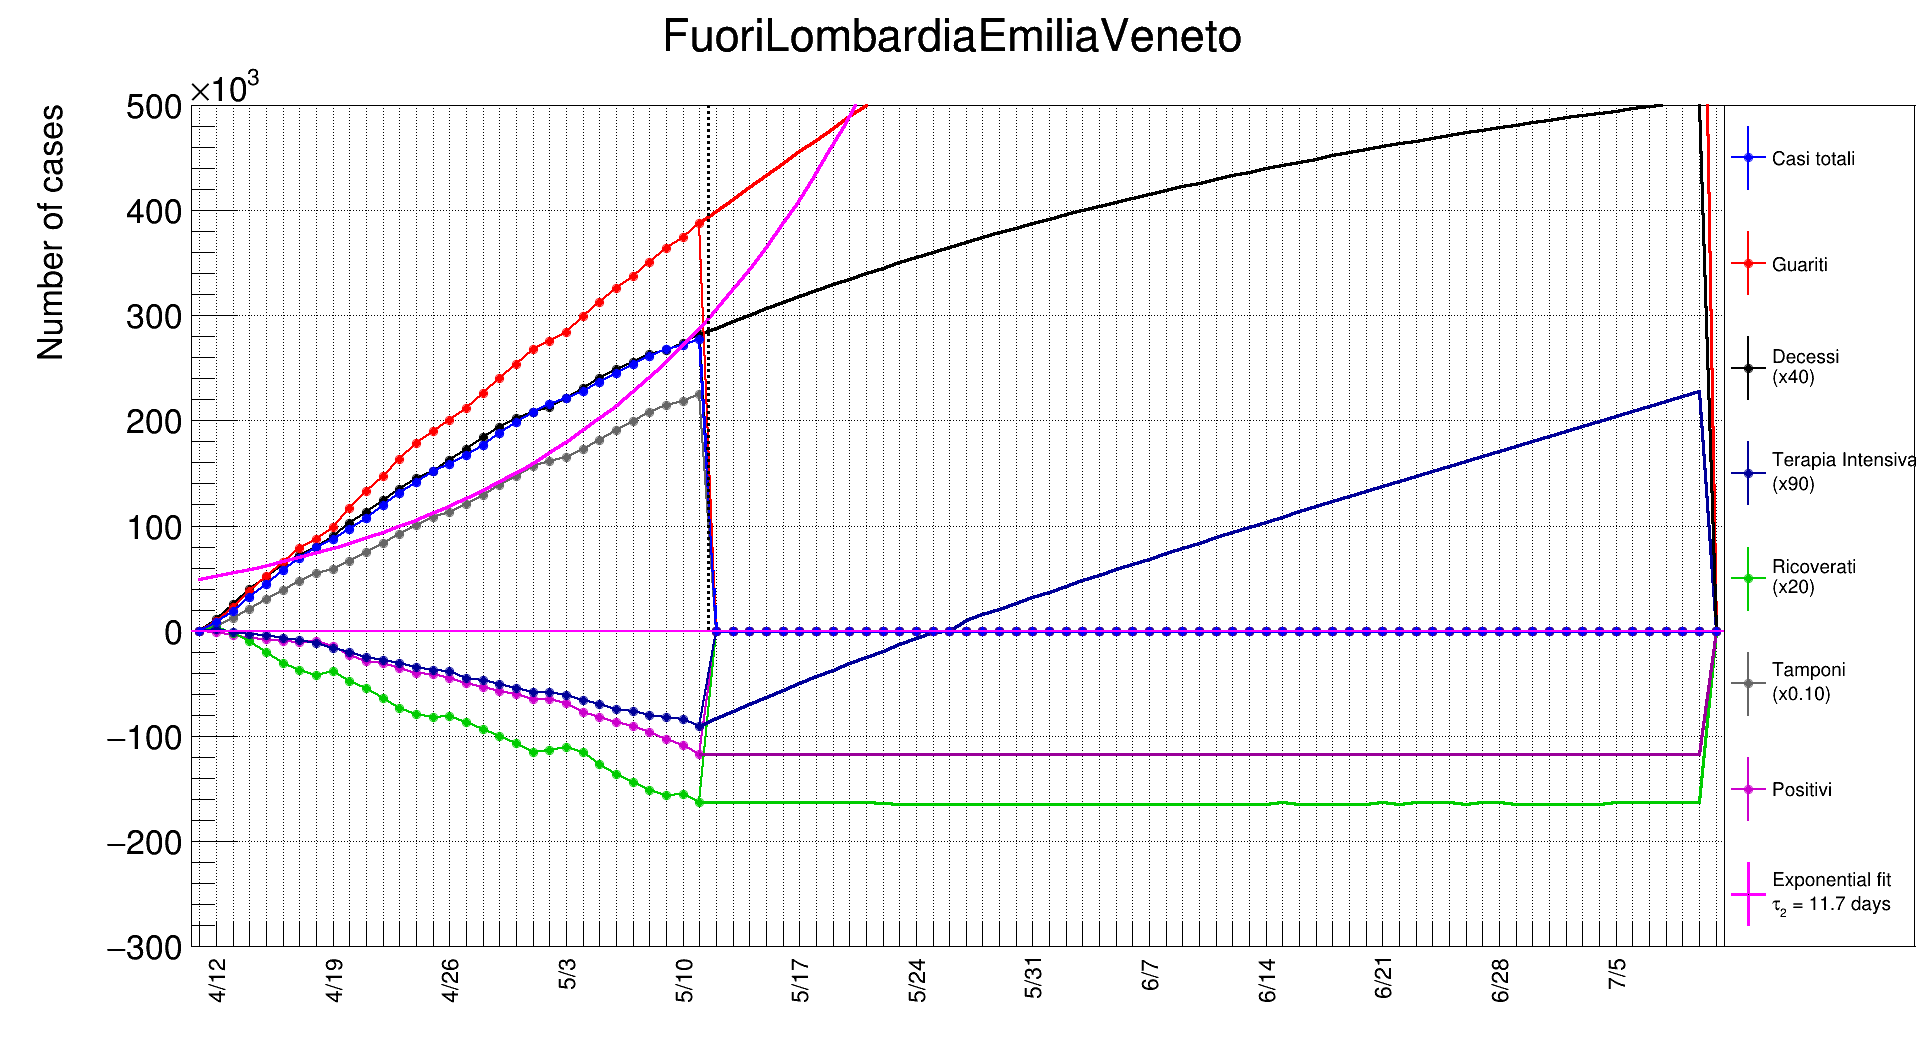 FuoriLombardiaEmiliaVeneto
×10³
Number of cases
500
400
300
200
100
0
−100
−200
−300
4/12
4/19
4/26
5/3
5/10
5/17
5/24
5/31
6/7
6/14
6/21
6/28
7/5
Casi totali
Guariti
Decessi
(x40)
Terapia Intensiva
(x90)
Ricoverati
(x20)
Tamponi
(x0.10)
Positivi
Exponential fit
τ₂ = 11.7 days